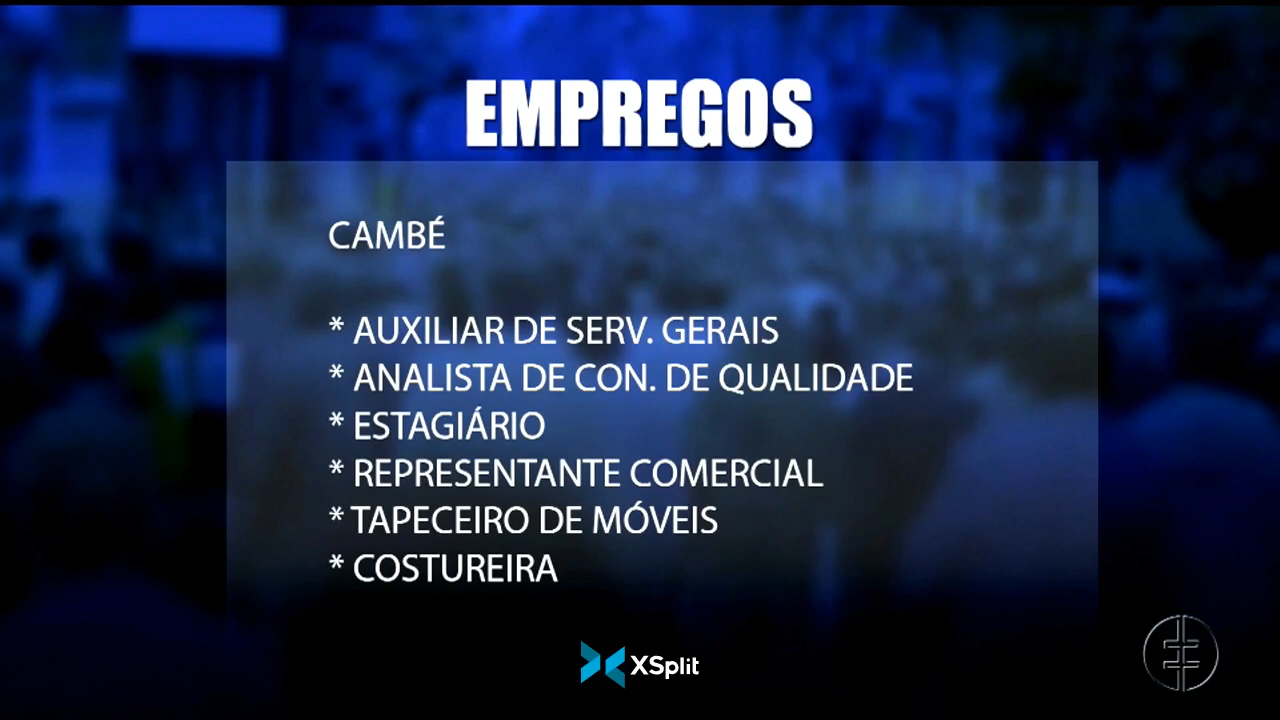 EMPREGOS
CAMBÉ
* AUXILIAR DE SERV. GERAIS
* ANALISTA DE CON. DE QUALIDADE
* ESTAGIÁRIO
* REPRESENTANTE COMERCIAL
* TAPECEIRO DE MÓVEIS
* COSTUREIRA
XSplit